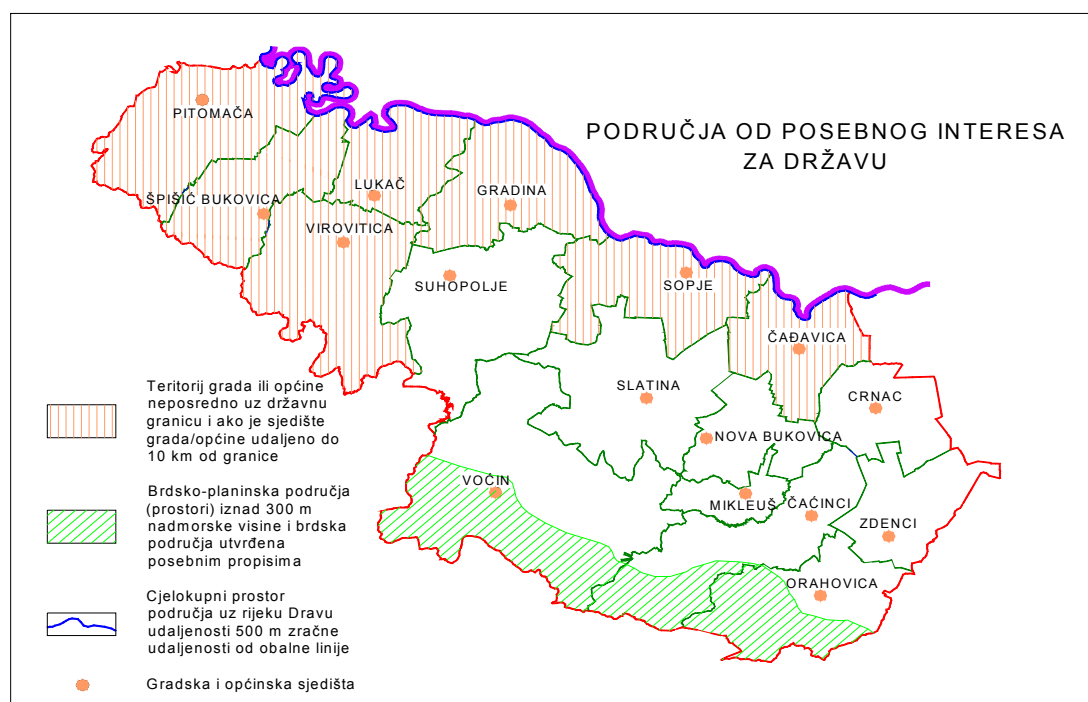 PODRUČJA OD POSEBNOG INTERESA
ZA DRŽAVU
PITOMAČA
LUKAČ
GRADINA
ŠPIŠIĆ BUKOVICA
VIROVITICA
SUHOPOLJE
SOPJE
ČAĐAVICA
SLATINA
CRNAC
NOVA BUKOVICA
VOĆIN
MIKLEUŠ
ČAĆINCI
ZDENCI
ORAHOVICA
Teritorij grada ili općine
neposredno uz državnu
granicu i ako je sjedište
grada/općine udaljeno do
10 km od granice
Brdsko-planinska područja
(prostori) iznad 300 m
nadmorske visine i brdska
područja utvrđena
posebnim propisima
Cjelokupni prostor
područja uz rijeku Dravu
udaljenosti 500 m zračne
udaljenosti od obalne linije
Gradska i općinska sjedišta